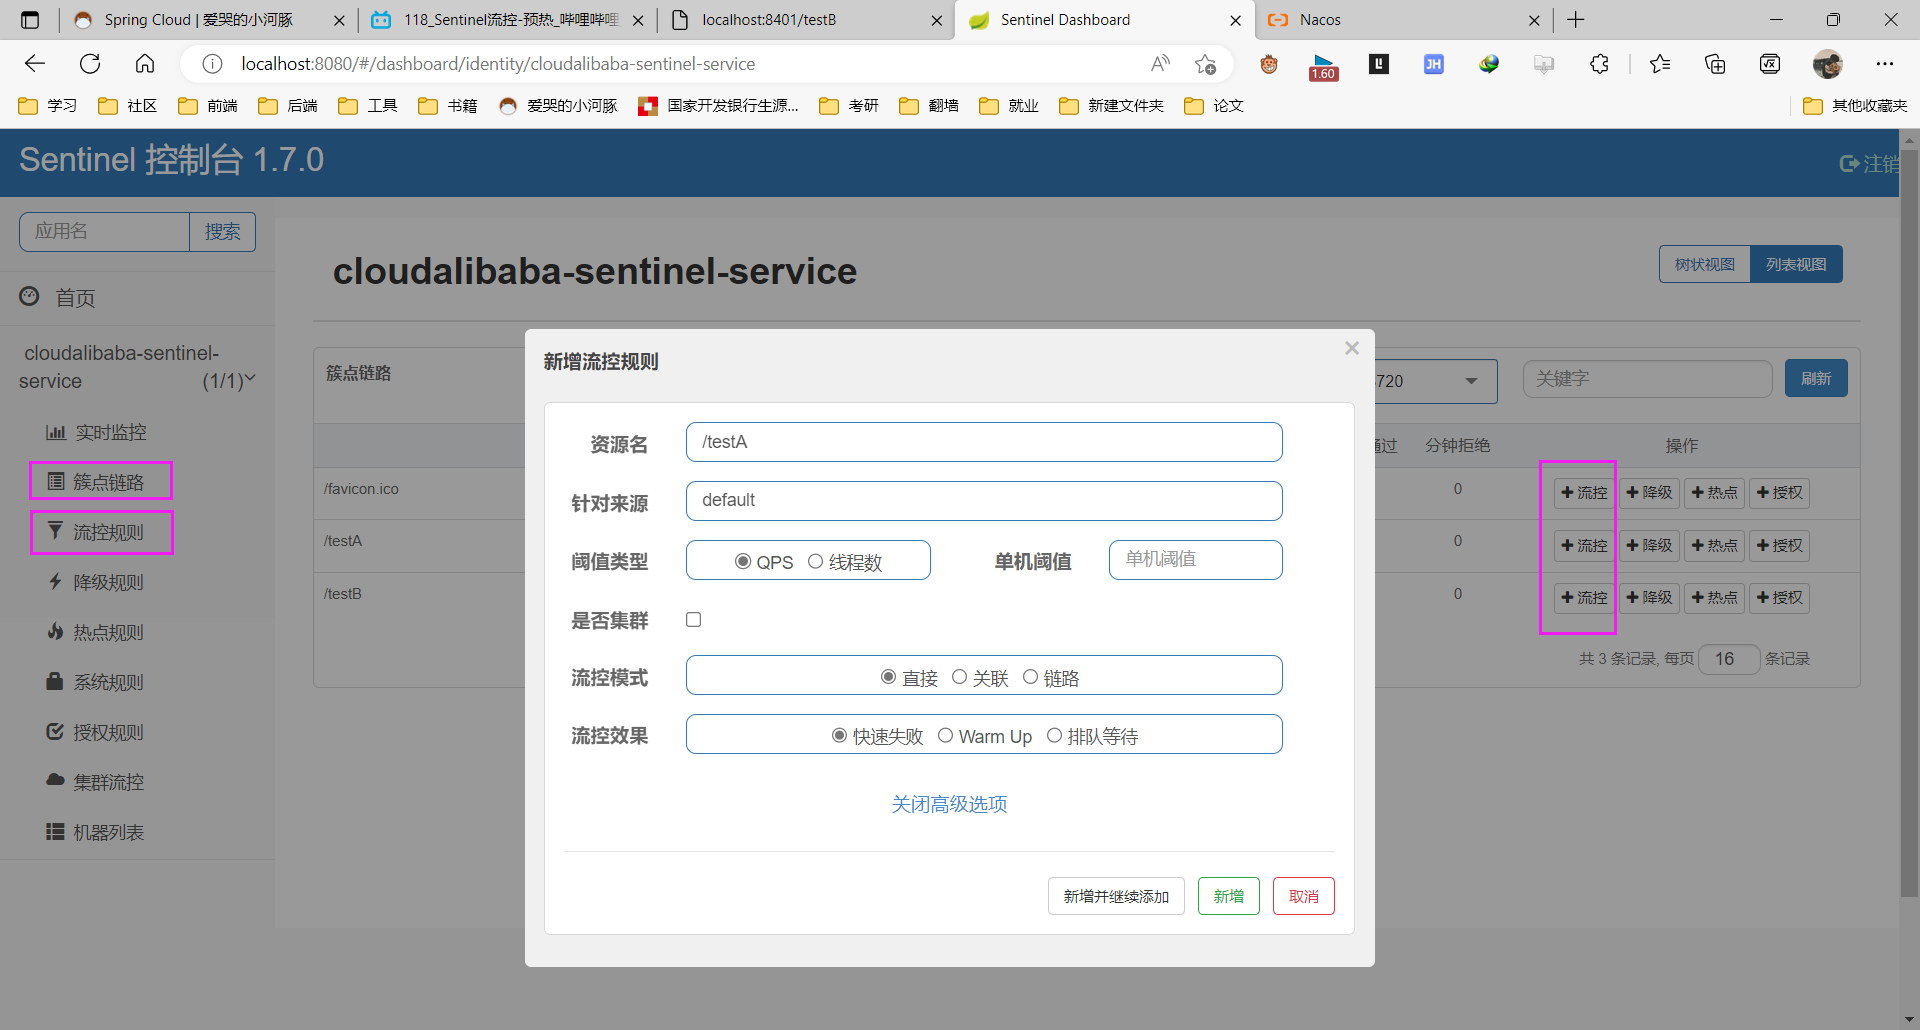 Spring Cloud | 爱哭的小河豚
118_Sentinel流控-预热_哔哩哔哩
localhost:8401/testB
Sentinel Dashboard
Nacos
localhost:8080/#/dashboard/identity/cloudalibaba-sentinel-service
1.60
JH
学习
社区
前端
后端
工具
书籍
爱哭的小河豚
国家开发银行生源...
考研
翻墙
就业
新建文件夹
论文
其他收藏夹
Sentinel 控制台 1.7.0
注销
应用名
搜索
首页
cloudalibaba-sentinel-
service (1/1)
实时监控
簇点链路
流控规则
降级规则
热点规则
系统规则
授权规则
集群流控
机器列表
cloudalibaba-sentinel-service
树状视图
列表视图
簇点链路
720
关键字
刷新
通过
分钟拒绝
操作
/favicon.ico
0
流控
降级
热点
授权
/testA
0
流控
降级
热点
授权
/testB
0
流控
降级
热点
授权
共 3 条记录, 每页 16 条记录
新增流控规则
资源名 /testA
针对来源 default
阈值类型 QPS 线程数
单机阈值 单机阈值
是否集群
流控模式 直接 关联 链路
流控效果 快速失败 Warm Up 排队等待
关闭高级选项
新增并继续添加
新增
取消